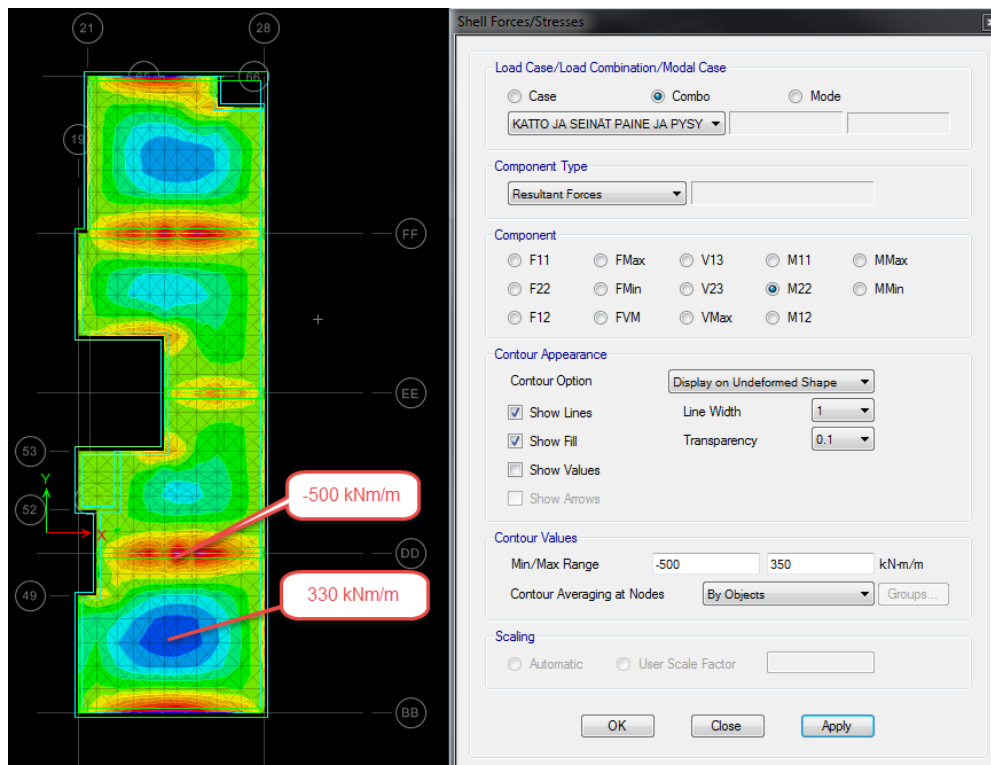 21
28
65
66
19
FF
EE
53
Y
52
X
DD
49
BB
-500 kNm/m
330 kNm/m
Shell Forces/Stresses
Load Case/Load Combination/Modal Case
Case Combo Mode
KATTO JA SEINÄT PAINE JA PYSY
Component Type
Resultant Forces
Component
F11 FMax V13 M11 MMax
F22 FMin V23 M22 MMin
F12 FVM VMax M12
Contour Appearance
Contour Option Display on Undeformed Shape
Show Lines Line Width 1
Show Fill Transparency 0.1
Show Values
Show Arrows
Contour Values
Min/Max Range -500 350 kN-m/m
Contour Averaging at Nodes By Objects Groups...
Scaling
Automatic User Scale Factor
OK Close Apply